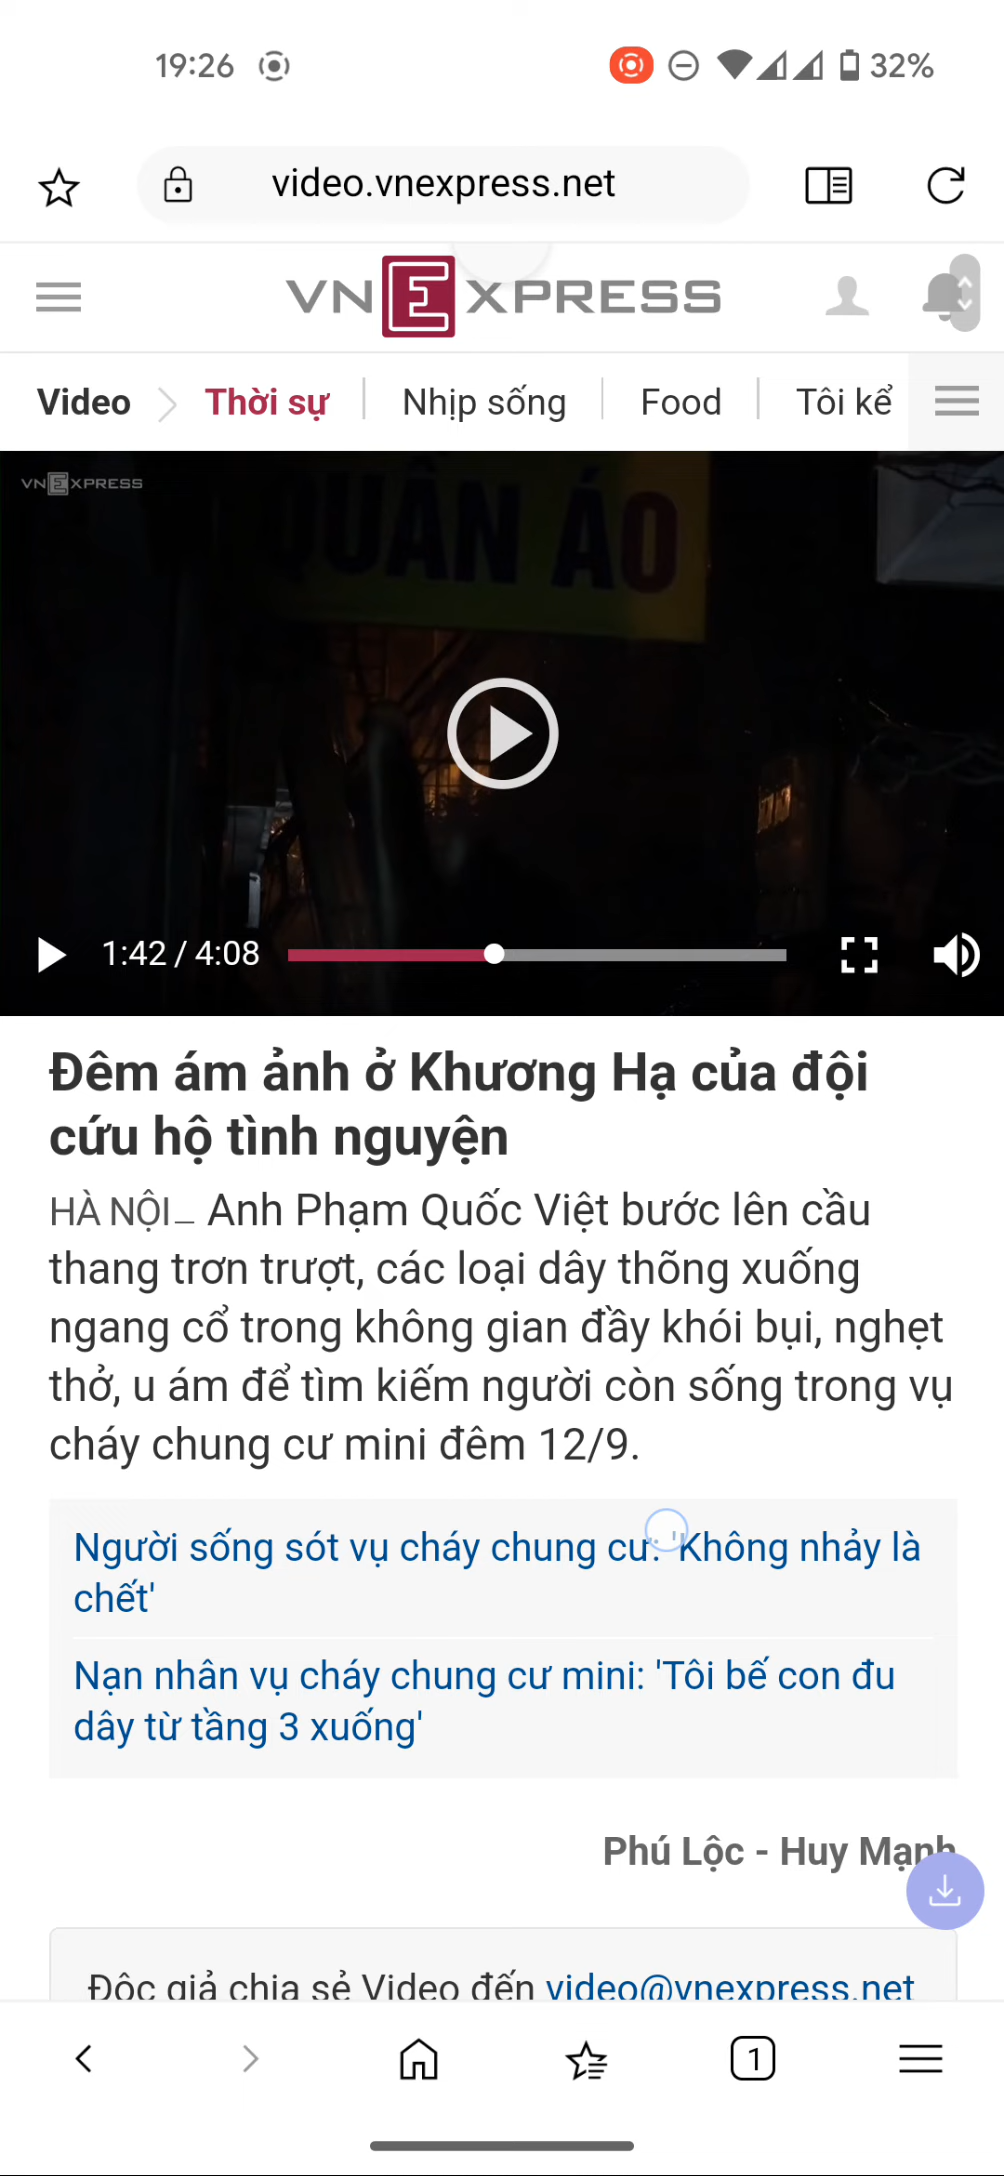 19:26
32%
video.vnexpress.net
VNEXPRESS
Video
Thời sự
Nhịp sống
Food
Tôi kể
VNEXPRESS
QUẦN ÁO
1:42 / 4:08
Đêm ám ảnh ở Khương Hạ của đội
cứu hộ tình nguyện
HÀ NỘI_ Anh Phạm Quốc Việt bước lên cầu
thang trơn trượt, các loại dây thõng xuống
ngang cổ trong không gian đầy khói bụi, nghẹt
thở, u ám để tìm kiếm người còn sống trong vụ
cháy chung cư mini đêm 12/9.
Người sống sót vụ cháy chung cư: 'Không nhảy là
chết'
Nạn nhân vụ cháy chung cư mini: 'Tôi bế con đu
dây từ tầng 3 xuống'
Phú Lộc - Huy Mạnh
Độc giả chia sẻ Video đến video@vnexpress.net
1